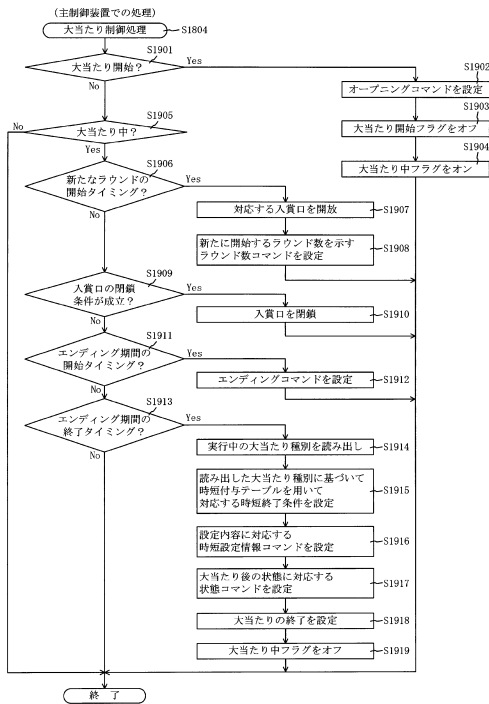 (主制御装置での処理)
大当たり制御処理
S1804
S1901
大当たり開始？
Yes
No
S1902
オープニングコマンドを設定
S1903
大当たり開始フラグをオフ
S1904
大当たり中フラグをオン
S1905
No
大当たり中？
Yes
S1906
新たなラウンドの
開始タイミング？
Yes
No
対応する入賞口を開放
S1907
新たに開始するラウンド数を示す
ラウンド数コマンドを設定
S1908
S1909
入賞口の閉鎖
条件が成立？
Yes
No
入賞口を閉鎖
S1910
S1911
エンディング期間の
開始タイミング？
Yes
No
エンディングコマンドを設定
S1912
S1913
エンディング期間の
終了タイミング？
Yes
No
実行中の大当たり種別を読み出し
S1914
読み出した大当たり種別に基づいて
時短付与テーブルを用いて
対応する時短終了条件を設定
S1915
設定内容に対応する
時短設定情報コマンドを設定
S1916
大当たり後の状態に対応する
状態コマンドを設定
S1917
大当たりの終了を設定
S1918
大当たり中フラグをオフ
S1919
終了